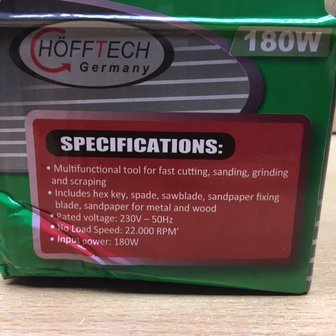 HÖFFTECH
Germany
180W
SPECIFICATIONS:
• Multifunctional tool for fast cutting, sanding, grinding
and scraping
• Includes hex key, spade, sawblade, sandpaper fixing
blade, sandpaper for metal and wood
• Rated voltage: 230V – 50Hz
• No Load Speed: 22.000 RPM'
• Input power: 180W